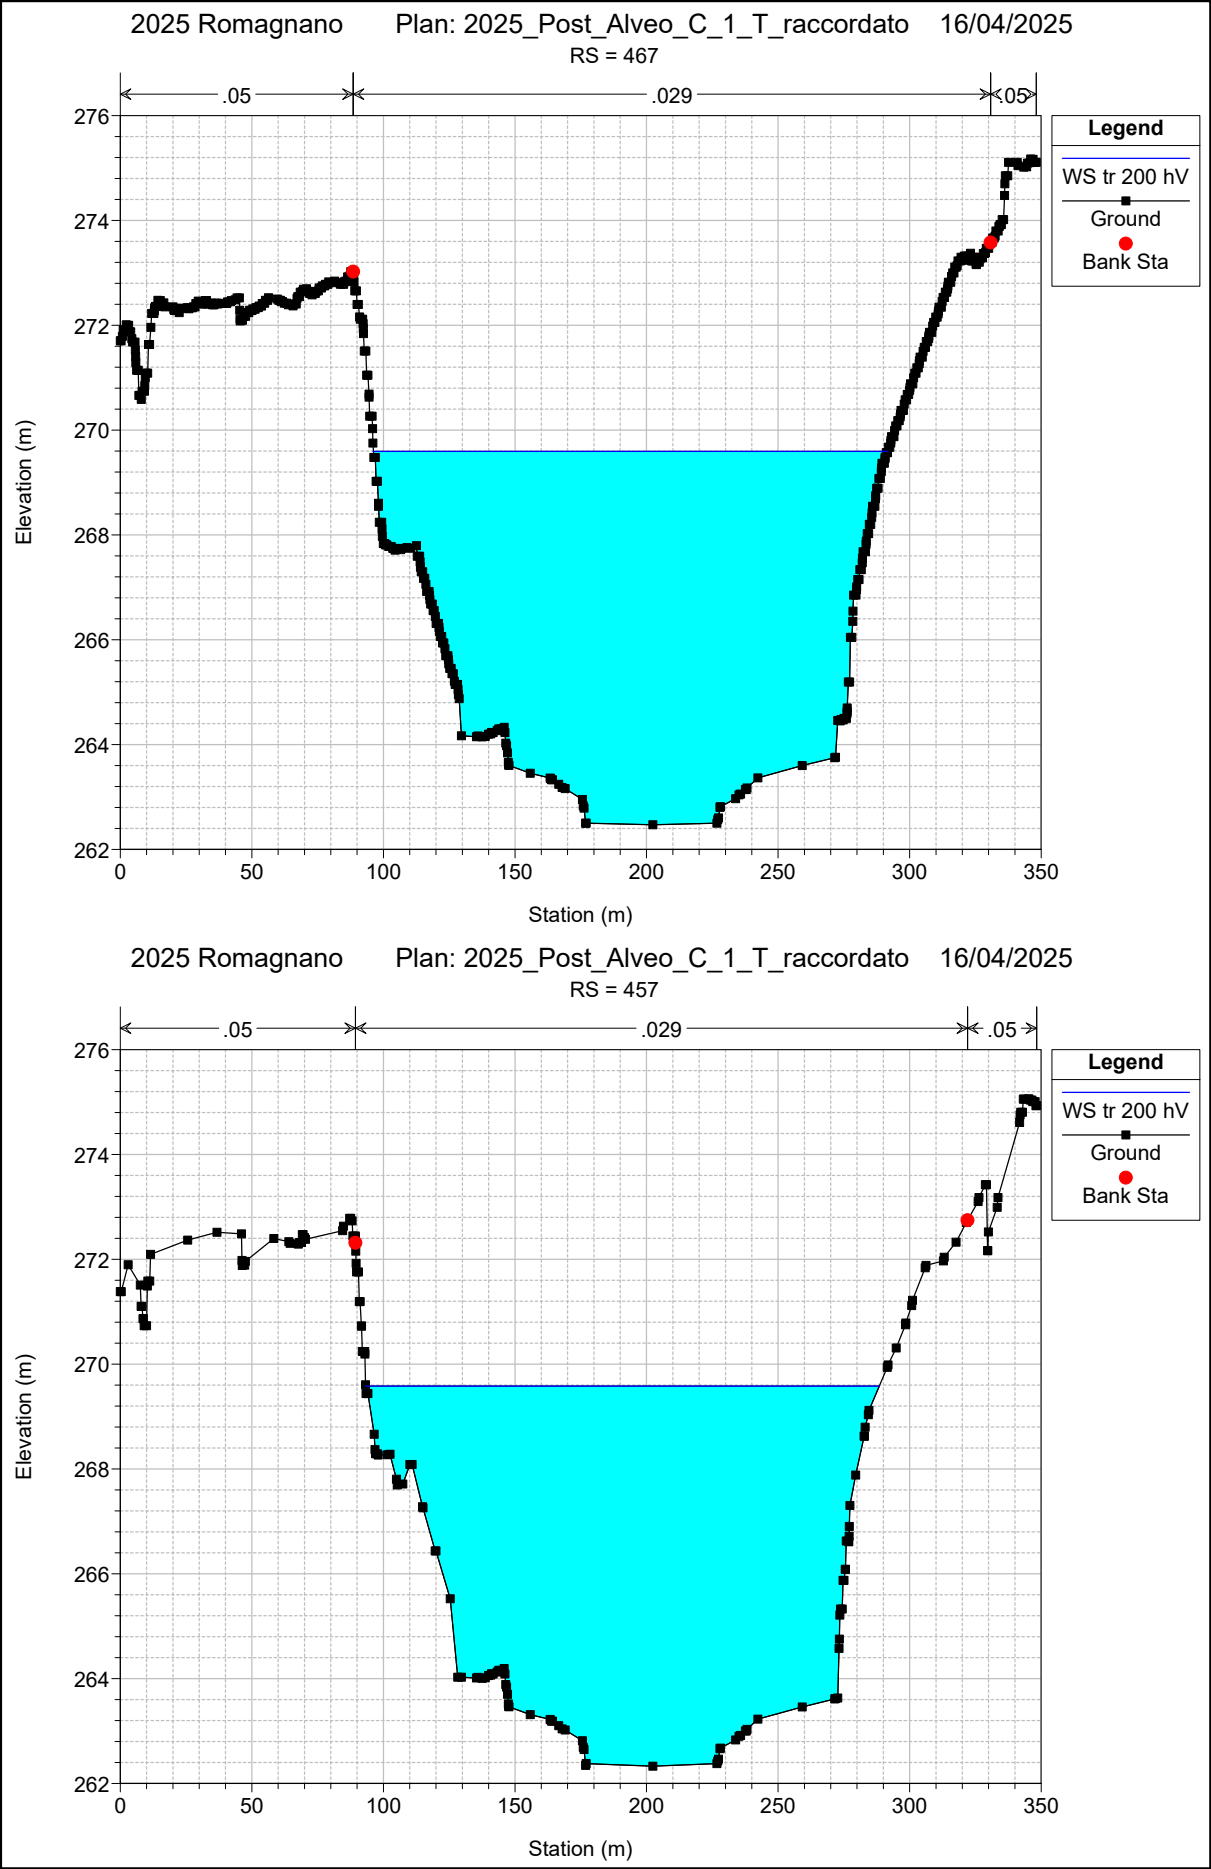 2025 Romagnano Plan: 2025_Post_Alveo_C_1_T_raccordato 16/04/2025
RS = 467
.05 .029 .05
276
274
272
270
268
266
264
262
Elevation (m)
0 50 100 150 200 250 300 350
Station (m)
Legend
WS tr 200 hV
Ground
Bank Sta
2025 Romagnano Plan: 2025_Post_Alveo_C_1_T_raccordato 16/04/2025
RS = 457
.05 .029 .05
276
274
272
270
268
266
264
262
Elevation (m)
0 50 100 150 200 250 300 350
Station (m)
Legend
WS tr 200 hV
Ground
Bank Sta